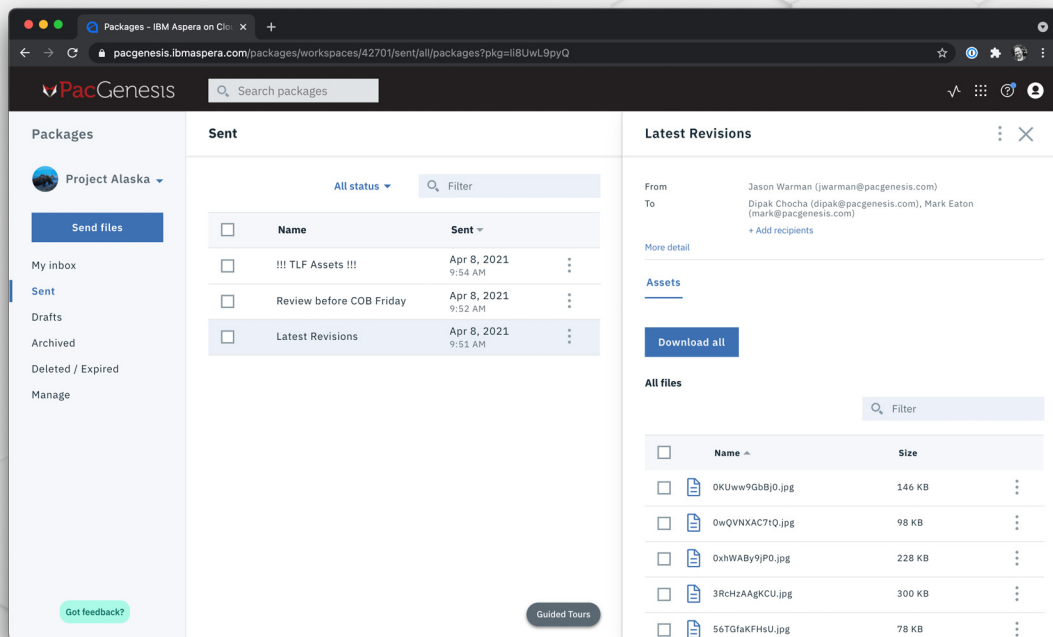 Packages - IBM Aspera on Clo
pacgenesis.ibmaspera.com/packages/workspaces/42701/sent/all/packages?pkg=li8UwL9pyQ
PacGenesis
Search packages
Packages
Project Alaska
Send files
My inbox
Sent
Drafts
Archived
Deleted / Expired
Manage
Got feedback?
Sent
All status
Filter
Name Sent
!!! TLF Assets !!! Apr 8, 2021
9:54 AM
Review before COB Friday Apr 8, 2021
9:52 AM
Latest Revisions Apr 8, 2021
9:51 AM
Guided Tours
Latest Revisions
From Jason Warman (jwarman@pacgenesis.com)
To Dipak Chocha (dipak@pacgenesis.com), Mark Eaton
(mark@pacgenesis.com)
+ Add recipients
More detail
Assets
Download all
All files
Filter
Name Size
0KUww9GbBj0.jpg 146 KB
0wQVNXAC7tQ.jpg 98 KB
0xhWABy9jP0.jpg 228 KB
3RcHzAAgKCU.jpg 300 KB
56TGfaKFHsU.jpg 78 KB